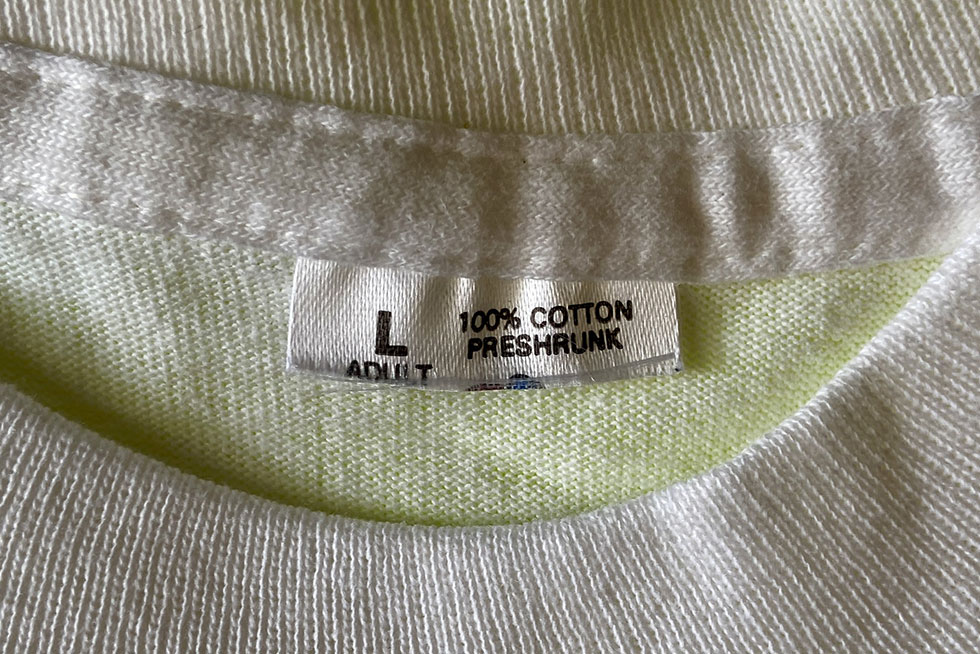 L
ADULT
100% COTTON
PRESHRUNK